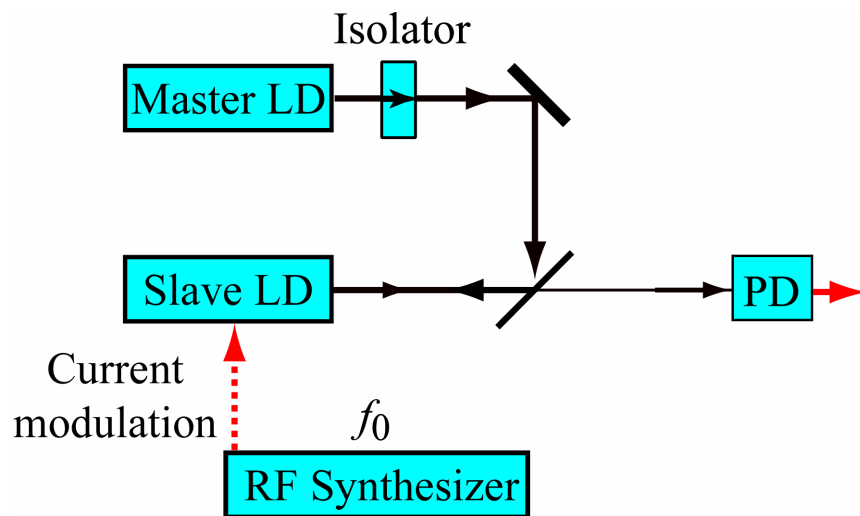 Isolator
Master LD
Slave LD
PD
Current
modulation
f0
RF Synthesizer